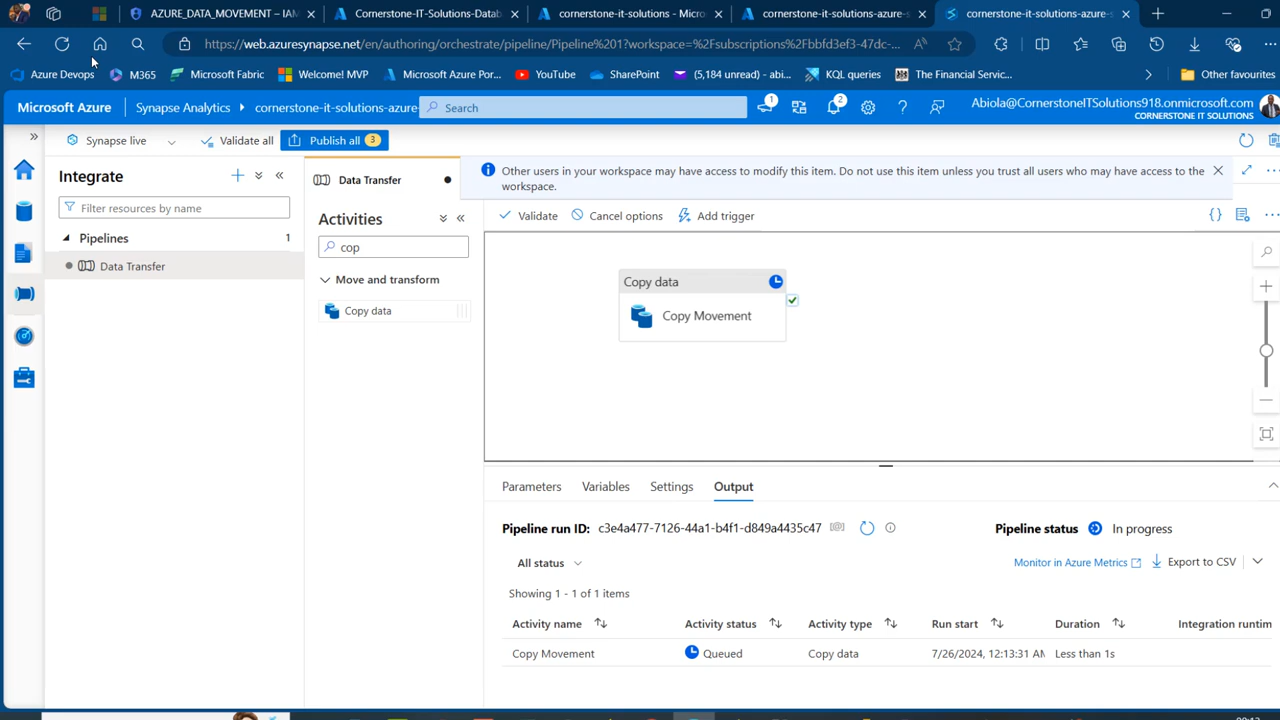 AZURE_DATA_MOVEMENT – IAM
Cornerstone-IT-Solutions-Datab
cornerstone-it-solutions - Micros
cornerstone-it-solutions-azure-s
cornerstone-it-solutions-azure-s
https://web.azuresynapse.net/en/authoring/orchestrate/pipeline/Pipeline%201?workspace=%2Fsubscriptions%2Fbbfd3ef3-47dc-...
Azure Devops
M365
Microsoft Fabric
Welcome! MVP
Microsoft Azure Por...
YouTube
SharePoint
(5,184 unread) - abi...
KQL queries
The Financial Servic...
Other favourites
Microsoft Azure
Synapse Analytics
cornerstone-it-solutions-azure-
Search
1
2
Abiola@CornerstoneITSolutions918.onmicrosoft.com
CORNERSTONE IT SOLUTIONS
Synapse live
Validate all
Publish all 3
Integrate
Filter resources by name
Pipelines 1
Data Transfer
Data Transfer
Activities
cop
Move and transform
Copy data
Other users in your workspace may have access to modify this item. Do not use this item unless you trust all users who may have access to the
workspace.
Validate
Cancel options
Add trigger
{}
Copy data
Copy Movement
Parameters
Variables
Settings
Output
Pipeline run ID: c3e4a477-7126-44a1-b4f1-d849a4435c47
Pipeline status In progress
All status
Monitor in Azure Metrics
Export to CSV
Showing 1 - 1 of 1 items
Activity name
Activity status
Activity type
Run start
Duration
Integration runtim
Copy Movement
Queued
Copy data
7/26/2024, 12:13:31 AM
Less than 1s